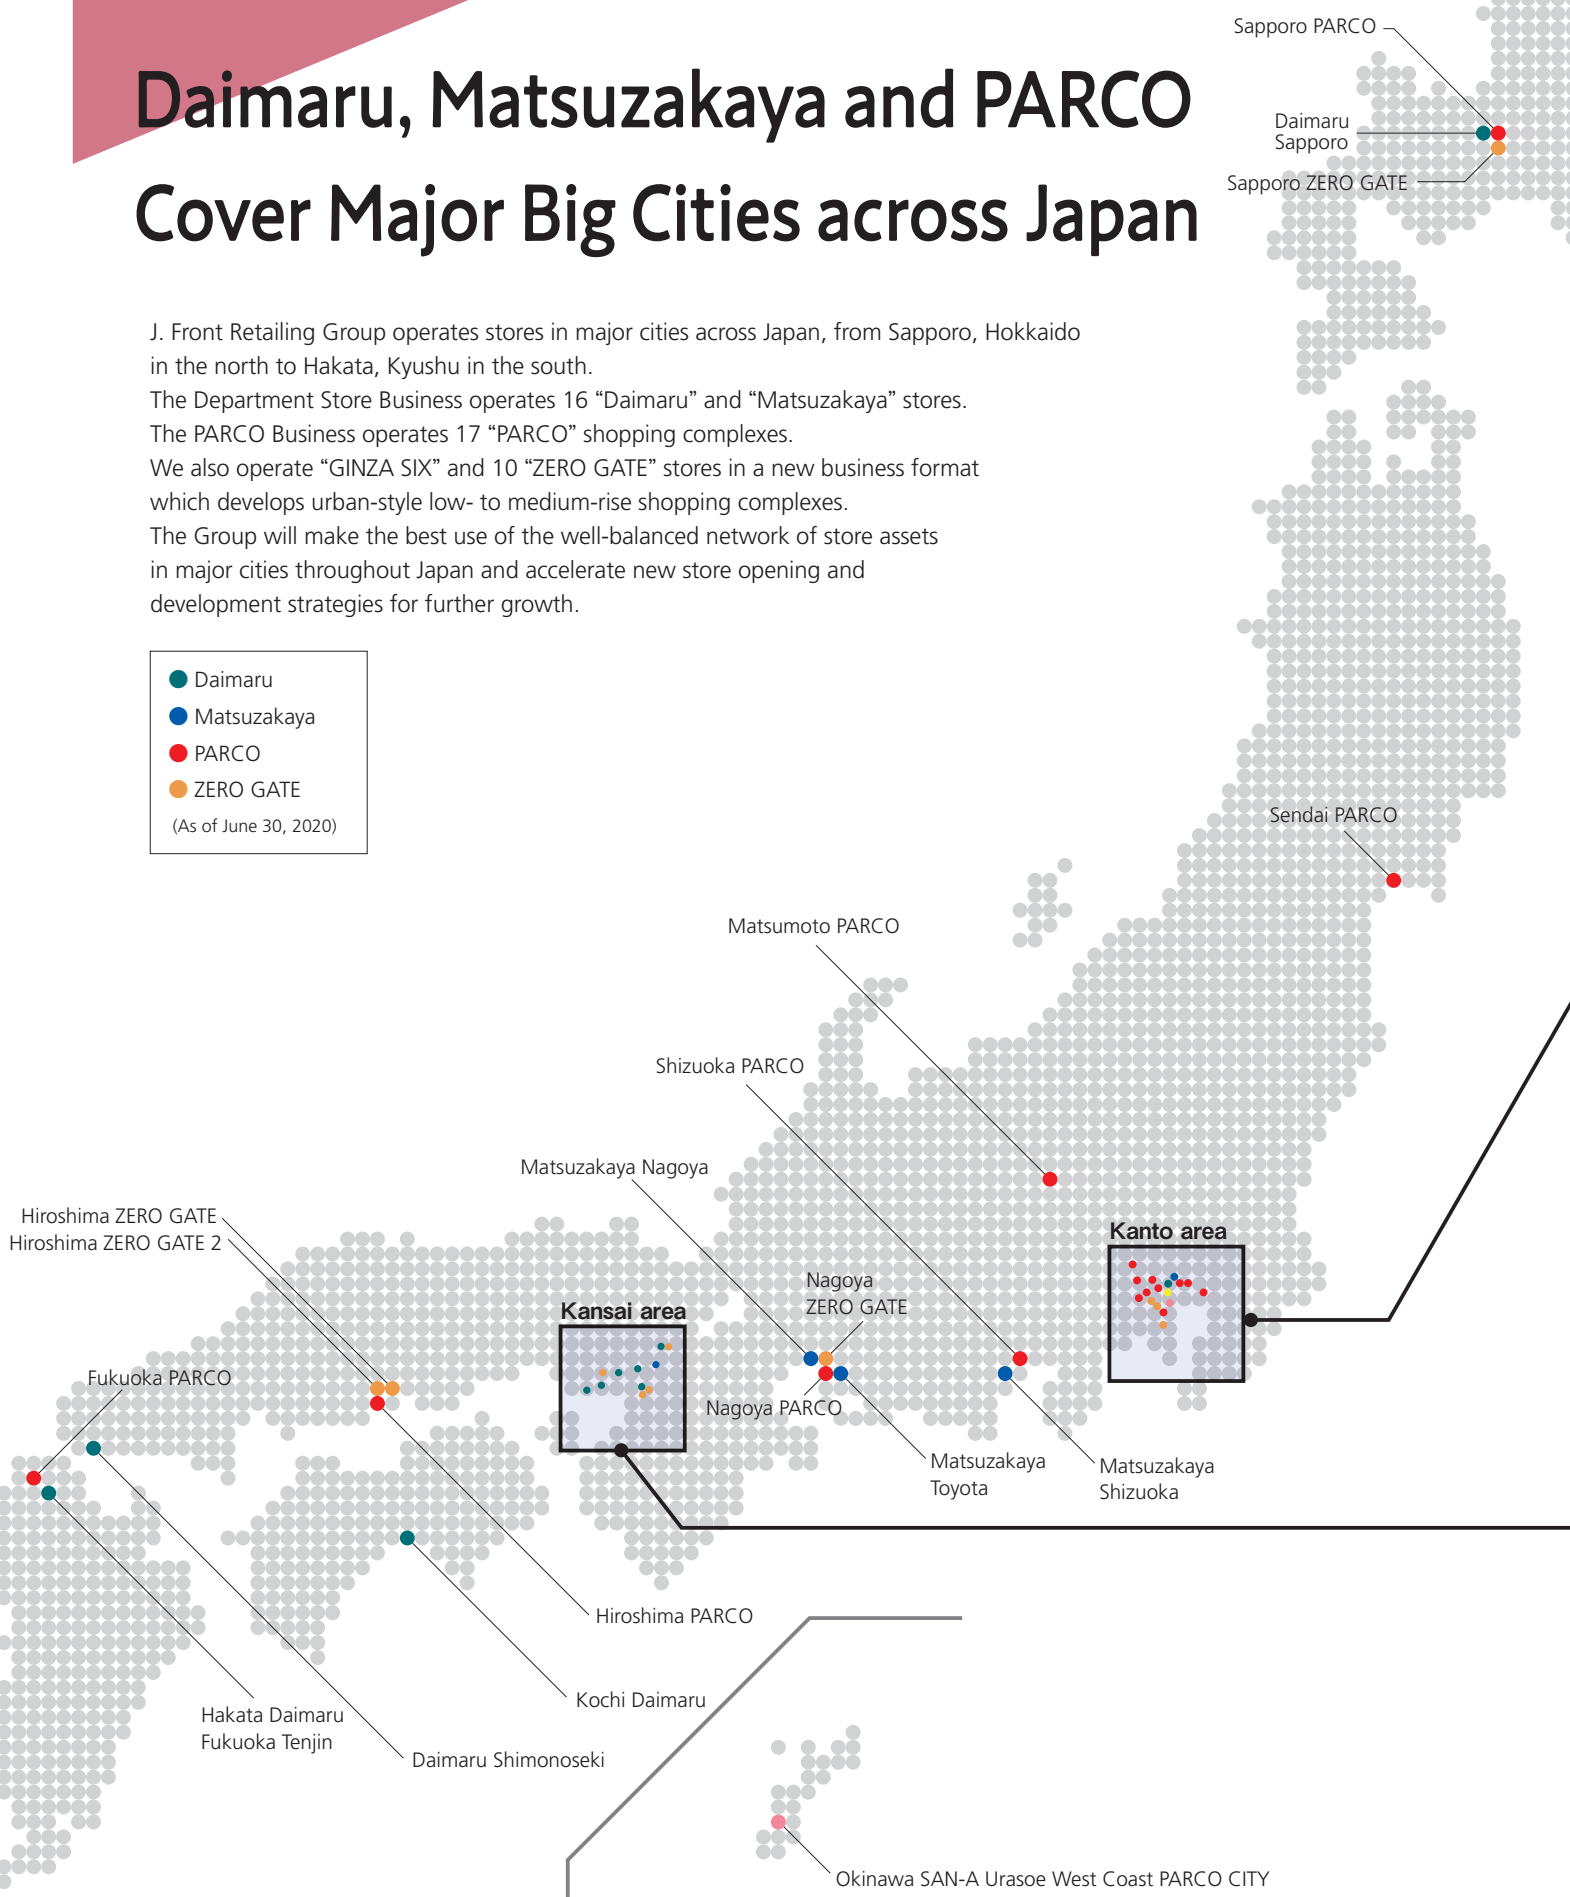 Daimaru, Matsuzakaya and PARCO
Cover Major Big Cities across Japan
J. Front Retailing Group operates stores in major cities across Japan, from Sapporo, Hokkaido
in the north to Hakata, Kyushu in the south.
The Department Store Business operates 16 “Daimaru” and “Matsuzakaya” stores.
The PARCO Business operates 17 “PARCO” shopping complexes.
We also operate “GINZA SIX” and 10 “ZERO GATE” stores in a new business format
which develops urban-style low- to medium-rise shopping complexes.
The Group will make the best use of the well-balanced network of store assets
in major cities throughout Japan and accelerate new store opening and
development strategies for further growth.
Daimaru
Matsuzakaya
PARCO
ZERO GATE
(As of June 30, 2020)
Sapporo PARCO
Daimaru
Sapporo
Sapporo ZERO GATE
Sendai PARCO
Matsumoto PARCO
Shizuoka PARCO
Matsuzakaya Nagoya
Hiroshima ZERO GATE
Hiroshima ZERO GATE 2
Kanto area
Nagoya
ZERO GATE
Kansai area
Fukuoka PARCO
Nagoya PARCO
Matsuzakaya
Toyota
Matsuzakaya
Shizuoka
Hiroshima PARCO
Kochi Daimaru
Hakata Daimaru
Fukuoka Tenjin
Daimaru Shimonoseki
Okinawa SAN-A Urasoe West Coast PARCO CITY